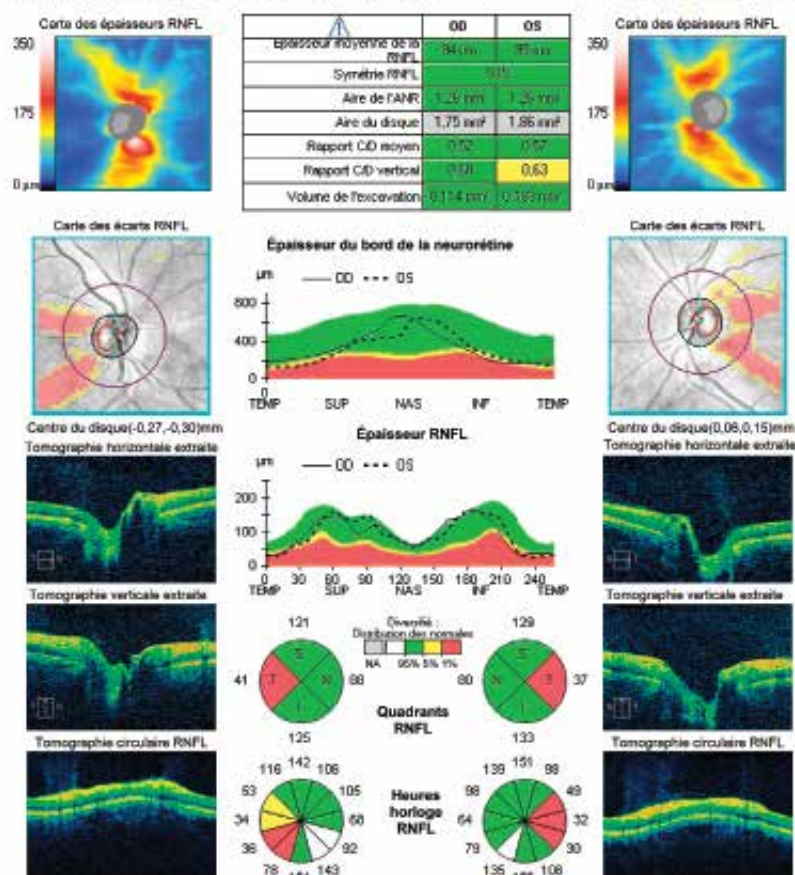 Carte des épaisseurs RNFL
350
175
0 µm
OD OS
Epaisseur moyenne de la RNFL
Symétrie RNFL
Aire de l'ANR
Aire du disque 1.75 mm² 1.86 mm²
Rapport C/D moyen 0.52 0.57
Rapport C/D vertical 0.63
Volume de l'excavation
Carte des épaisseurs RNFL
350
175
0 µm
Carte des écarts RNFL
Centre du disque(-0,27,-0,30)mm
Épaisseur du bord de la neurorétine
µm OD OS
800
400
0
0
TEMP SUP NAS INF TEMP
Carte des écarts RNFL
Centre du disque(0,06,0,15)mm
Tomographie horizontale extraite
Épaisseur RNFL
µm OD OS
200
100
0
0 30 60 90 120 150 180 210 240
TEMP SUP NAS INF TEMP
Tomographie horizontale extraite
Tomographie verticale extraite
Tomographie verticale extraite
Diversifié :
Distribution des normales
NA 95% 5% 1%
121
41 T S N I 88
125
129
80 N S T I 37
133
Quadrants
RNFL
Tomographie circulaire RNFL
Tomographie circulaire RNFL
Heures
horloge
RNFL
116 142 106
53 105
34 68
36 92
78 143
139 151 98
98 49
64 32
79 30
135 108